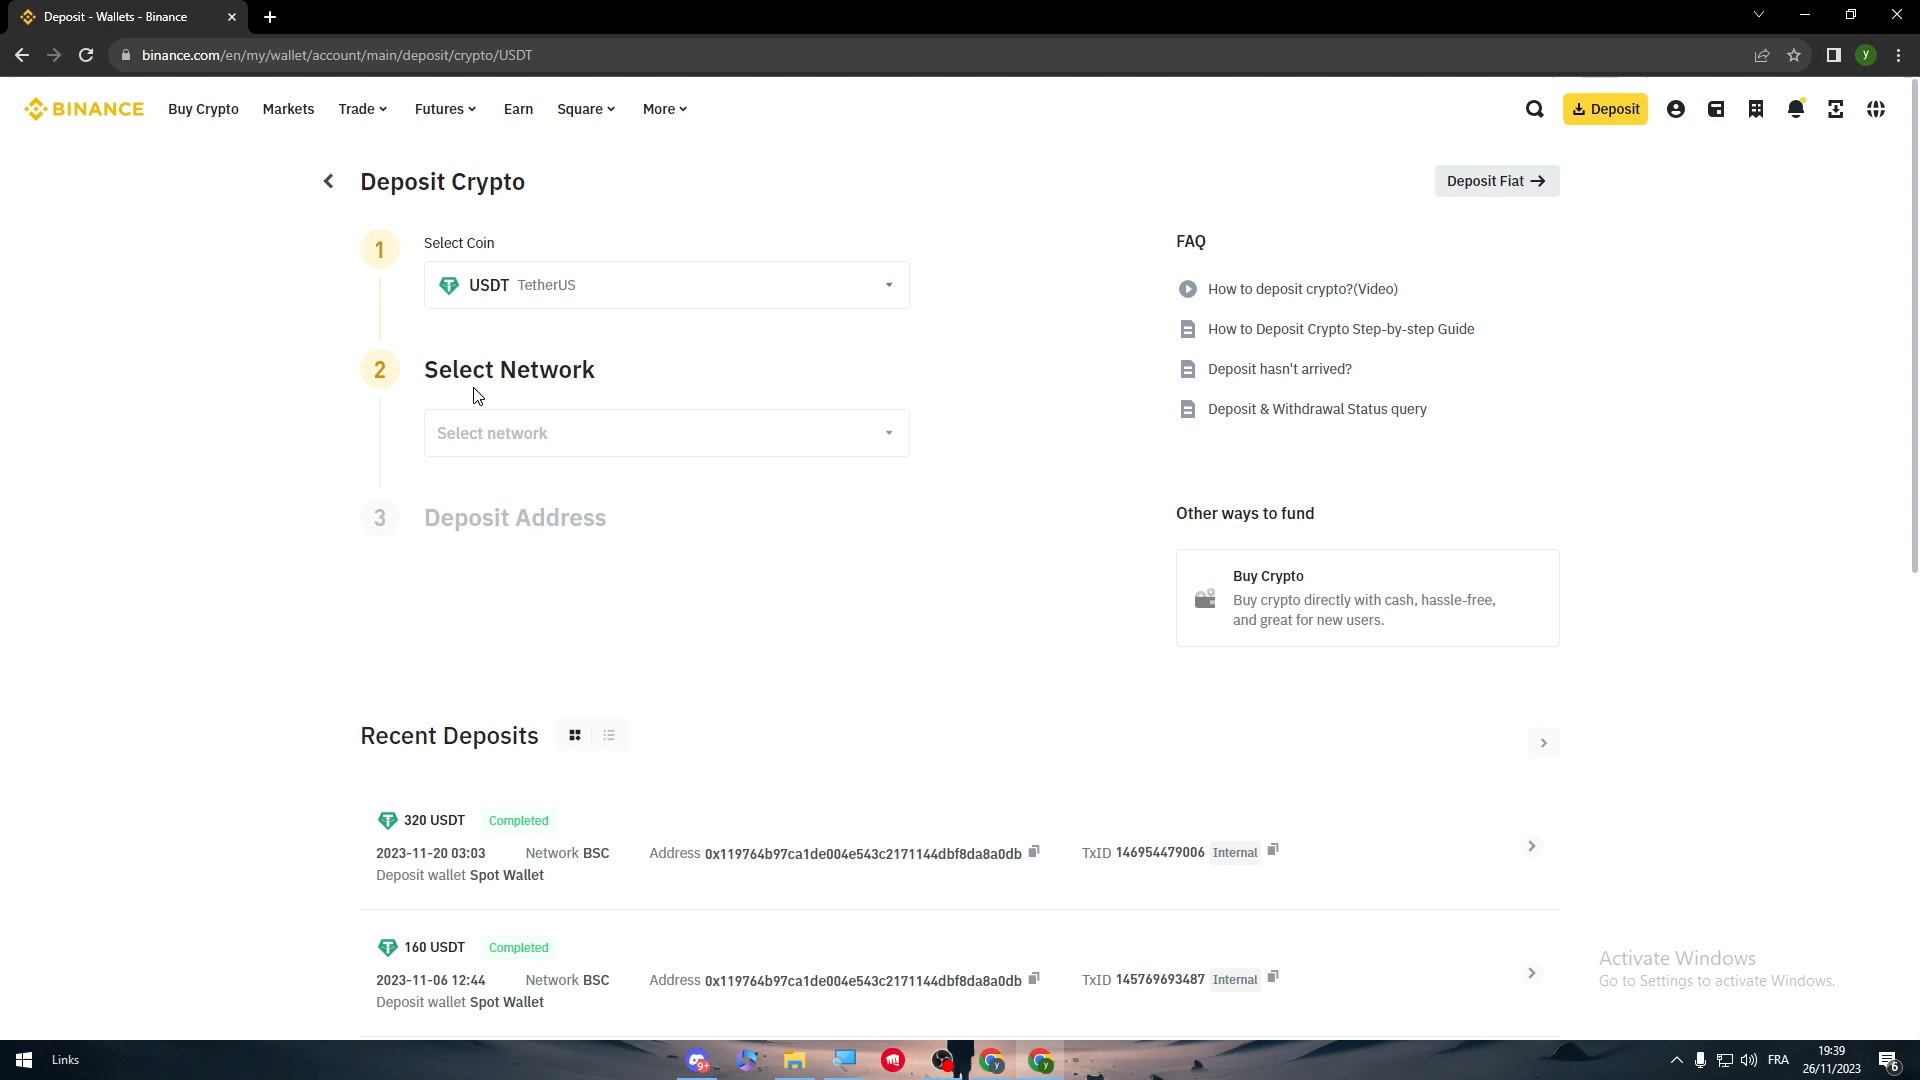 Deposit - Wallets - Binance
binance.com/en/my/wallet/account/main/deposit/crypto/USDT
y
BINANCE Buy Crypto Markets Trade Futures Earn Square More
Deposit
Deposit Crypto
Deposit Fiat
1
Select Coin
USDT TetherUS
2
Select Network
Select network
3
Deposit Address
FAQ
How to deposit crypto?(Video)
How to Deposit Crypto Step-by-step Guide
Deposit hasn't arrived?
Deposit & Withdrawal Status query
Other ways to fund
Buy Crypto
Buy crypto directly with cash, hassle-free,
and great for new users.
Recent Deposits
320 USDT Completed
2023-11-20 03:03 Network BSC Address 0x119764b97ca1de004e543c2171144dbf8da8a0db TxID 146954479006 Internal
Deposit wallet Spot Wallet
160 USDT Completed
2023-11-06 12:44 Network BSC Address 0x119764b97ca1de004e543c2171144dbf8da8a0db TxID 145769693487 Internal
Deposit wallet Spot Wallet
Activate Windows
Go to Settings to activate Windows.
Links
9+
y
y
FRA
19:39
26/11/2023
6